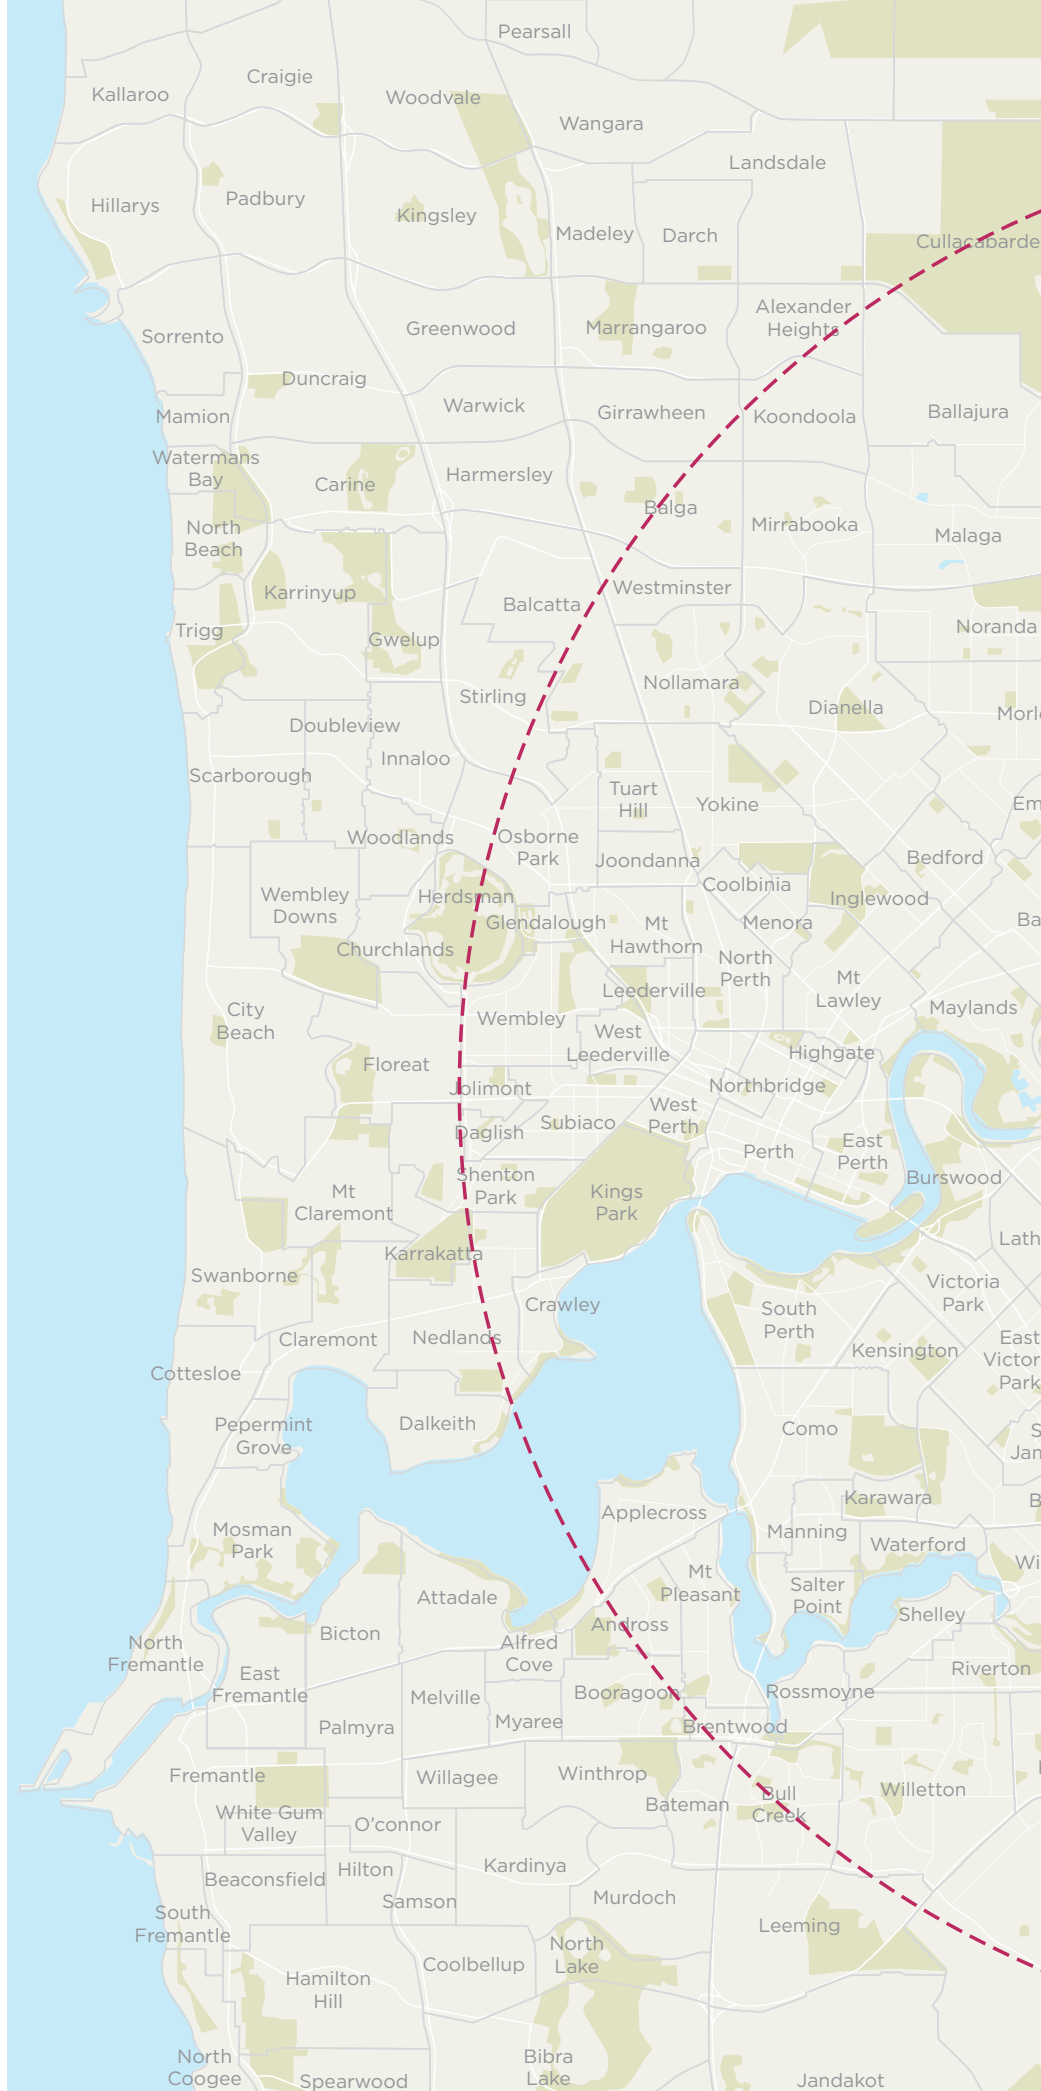 Pearsall
Craigie
Kallaroo
Woodvale
Wangara
Landsdale
Hillarys
Padbury
Kingsley
Madeley
Darch
Cullacabarde
Sorrento
Greenwood
Marrangaroo
Alexander
Heights
Duncraig
Mamion
Warwick
Girrawheen
Koondoola
Ballajura
Watermans
Bay
Carine
Harmersley
Balga
Mirrabooka
Malaga
North
Beach
Karrinyup
Balcatta
Westminster
Trigg
Gwelup
Noranda
Stirling
Nollamara
Dianella
Doubleview
Innaloo
Scarborough
Tuart
Hill
Yokine
Woodlands
Osborne
Park
Joondanna
Bedford
Wembley
Downs
Herdsman
Coolbinia
Inglewood
Churchlands
Glendalough
Mt
Hawthorn
Menora
North
Perth
City
Beach
Wembley
Leederville
Mt
Lawley
Maylands
West
Leederville
Highgate
Floreat
Jolimont
Northbridge
Daglish
Subiaco
West
Perth
Perth
East
Perth
Burswood
Mt
Claremont
Shenton
Park
Kings
Park
Lath
Karrakatta
Swanborne
Crawley
South
Perth
Victoria
Park
Claremont
Nedlands
Kensington
East
Victor
Park
Cottesloe
Pepermint
Grove
Dalkeith
Como
S
Jam
Mosman
Park
Applecross
Karawara
B
Manning
Waterford
Wi
Attadale
Mt
Pleasant
Salter
Point
Shelley
North
Fremantle
Bicton
Alfred
Cove
Andross
Riverton
East
Fremantle
Melville
Booragoon
Rossmoyne
Palmyra
Myaree
Brentwood
Fremantle
Willagee
Winthrop
Bateman
Bull
Creek
Willetton
White Gum
Valley
O'connor
Beaconsfield
Hilton
Samson
Kardinya
Murdoch
South
Fremantle
Leeming
Hamilton
Hill
Coolbellup
North
Lake
North
Coogee
Spearwood
Bibra
Lake
Jandakot